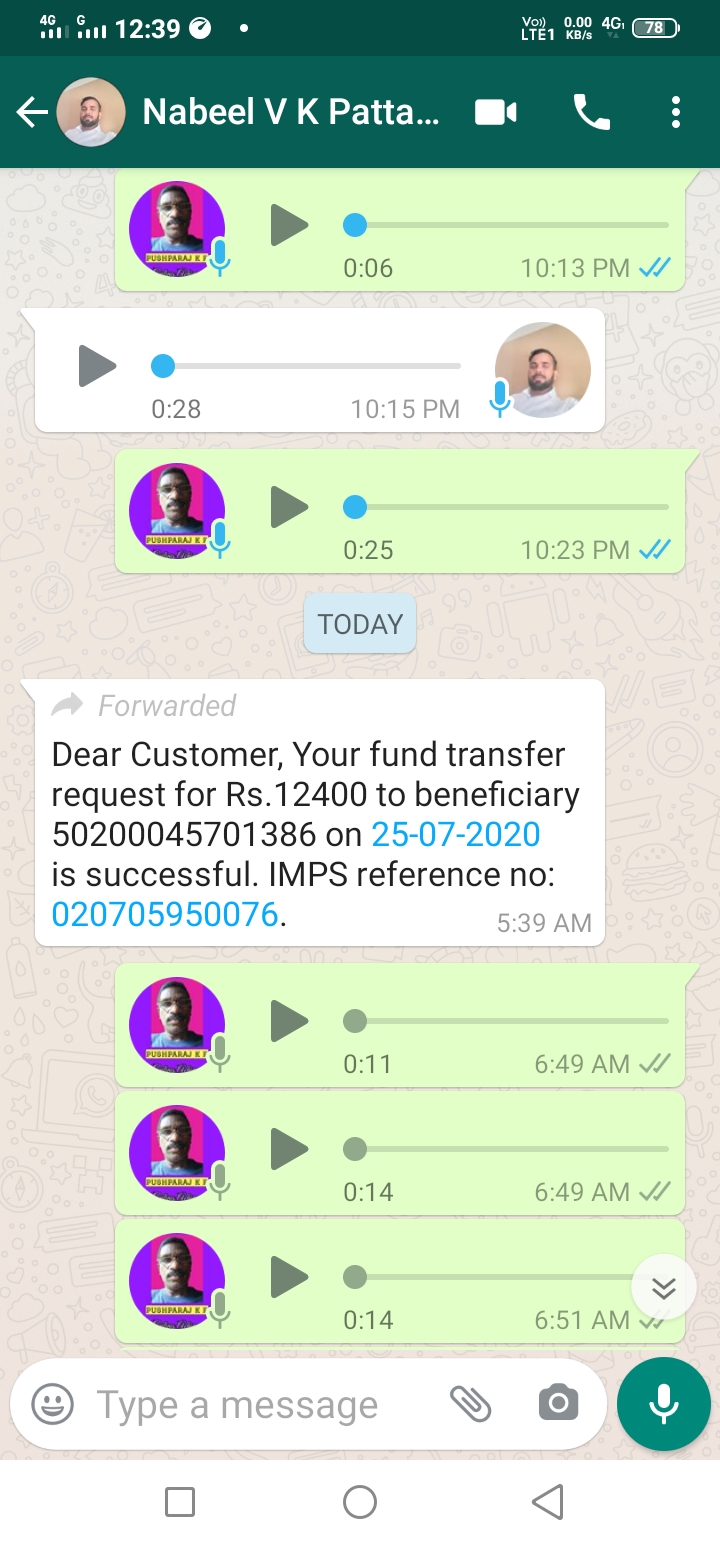 4G G 12:39 Vo)) LTE1 0.00 KB/s 4G 78
Nabeel V K Patta...
PUSHPARAJ K P
0:06 10:13 PM
0:28 10:15 PM
PUSHPARAJ K P
0:25 10:23 PM
TODAY
Forwarded
Dear Customer, Your fund transfer
request for Rs.12400 to beneficiary
50200045701386 on 25-07-2020
is successful. IMPS reference no:
020705950076.
5:39 AM
PUSHPARAJ K P
0:11 6:49 AM
PUSHPARAJ K P
0:14 6:49 AM
PUSHPARAJ K P
0:14 6:51 AM
Type a message